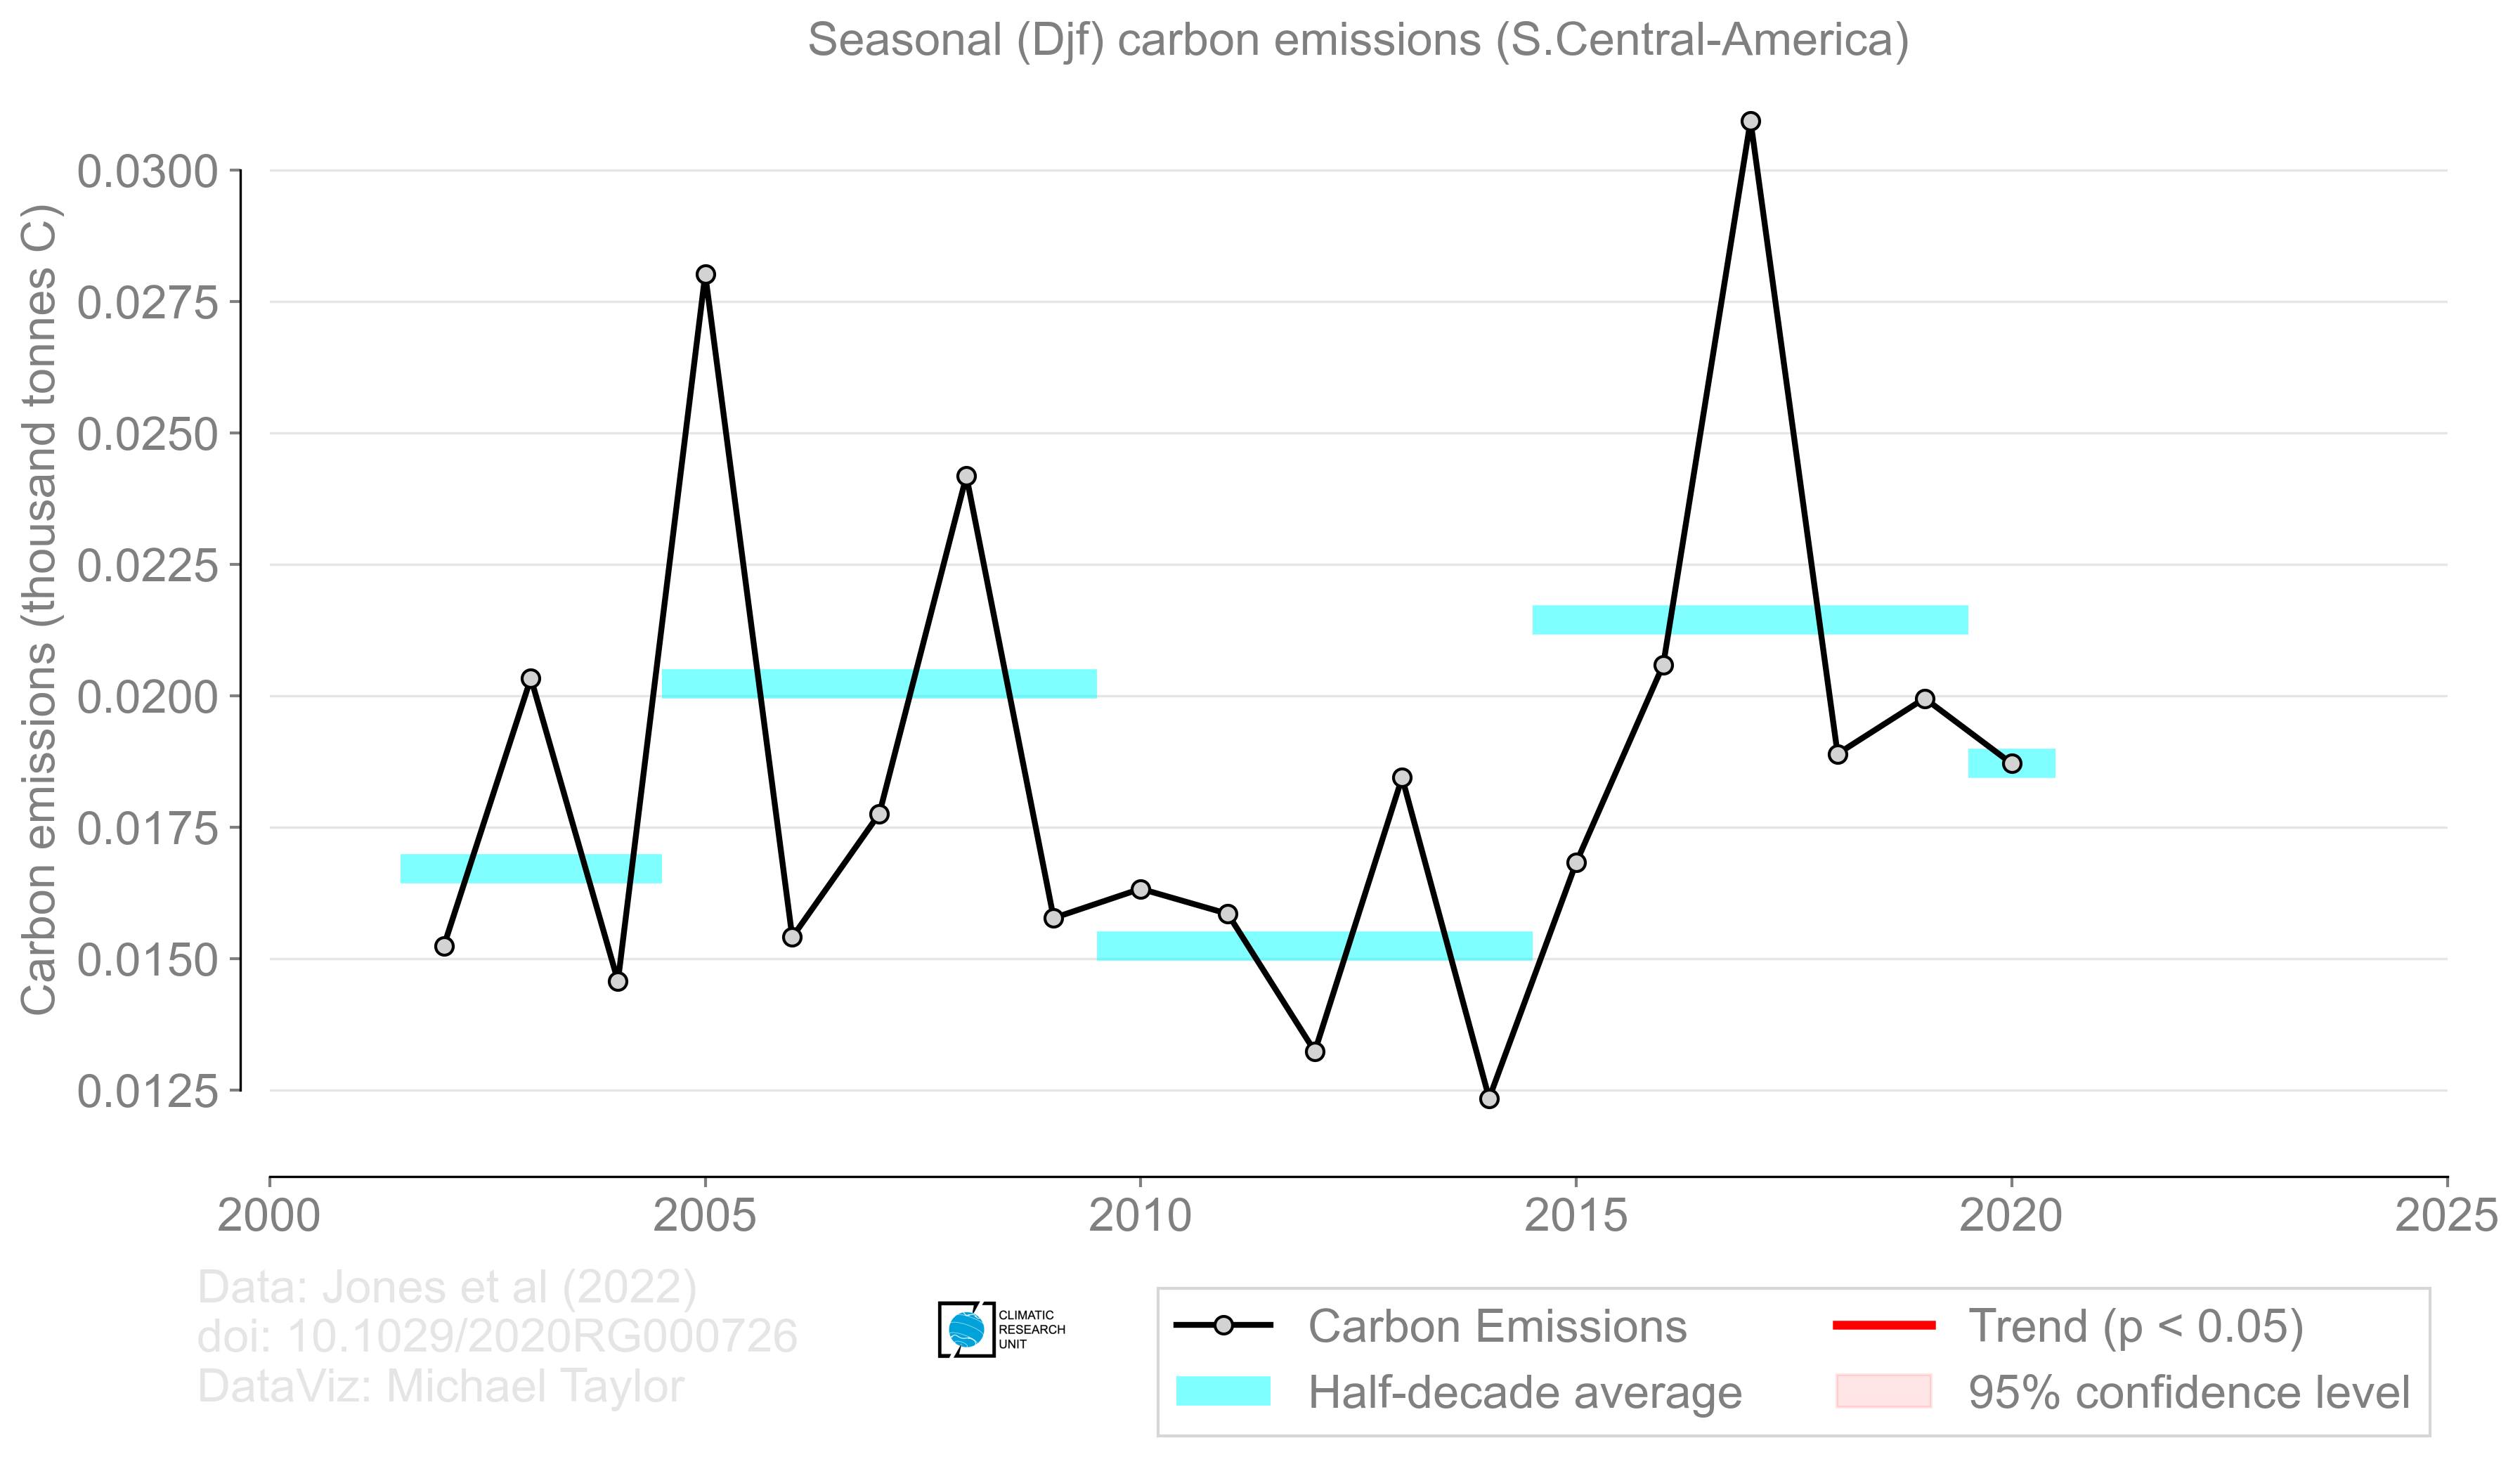 Seasonal (Djf) carbon emissions (S.Central-America)
Carbon emissions (thousand tonnes C)
0.0300
0.0275
0.0250
0.0225
0.0200
0.0175
0.0150
0.0125
2000 2005 2010 2015 2020 2025
Data: Jones et al (2022)
doi: 10.1029/2020RG000726
DataViz: Michael Taylor
CLIMATIC
RESEARCH
UNIT
Carbon Emissions
Half-decade average
Trend (p < 0.05)
95% confidence level